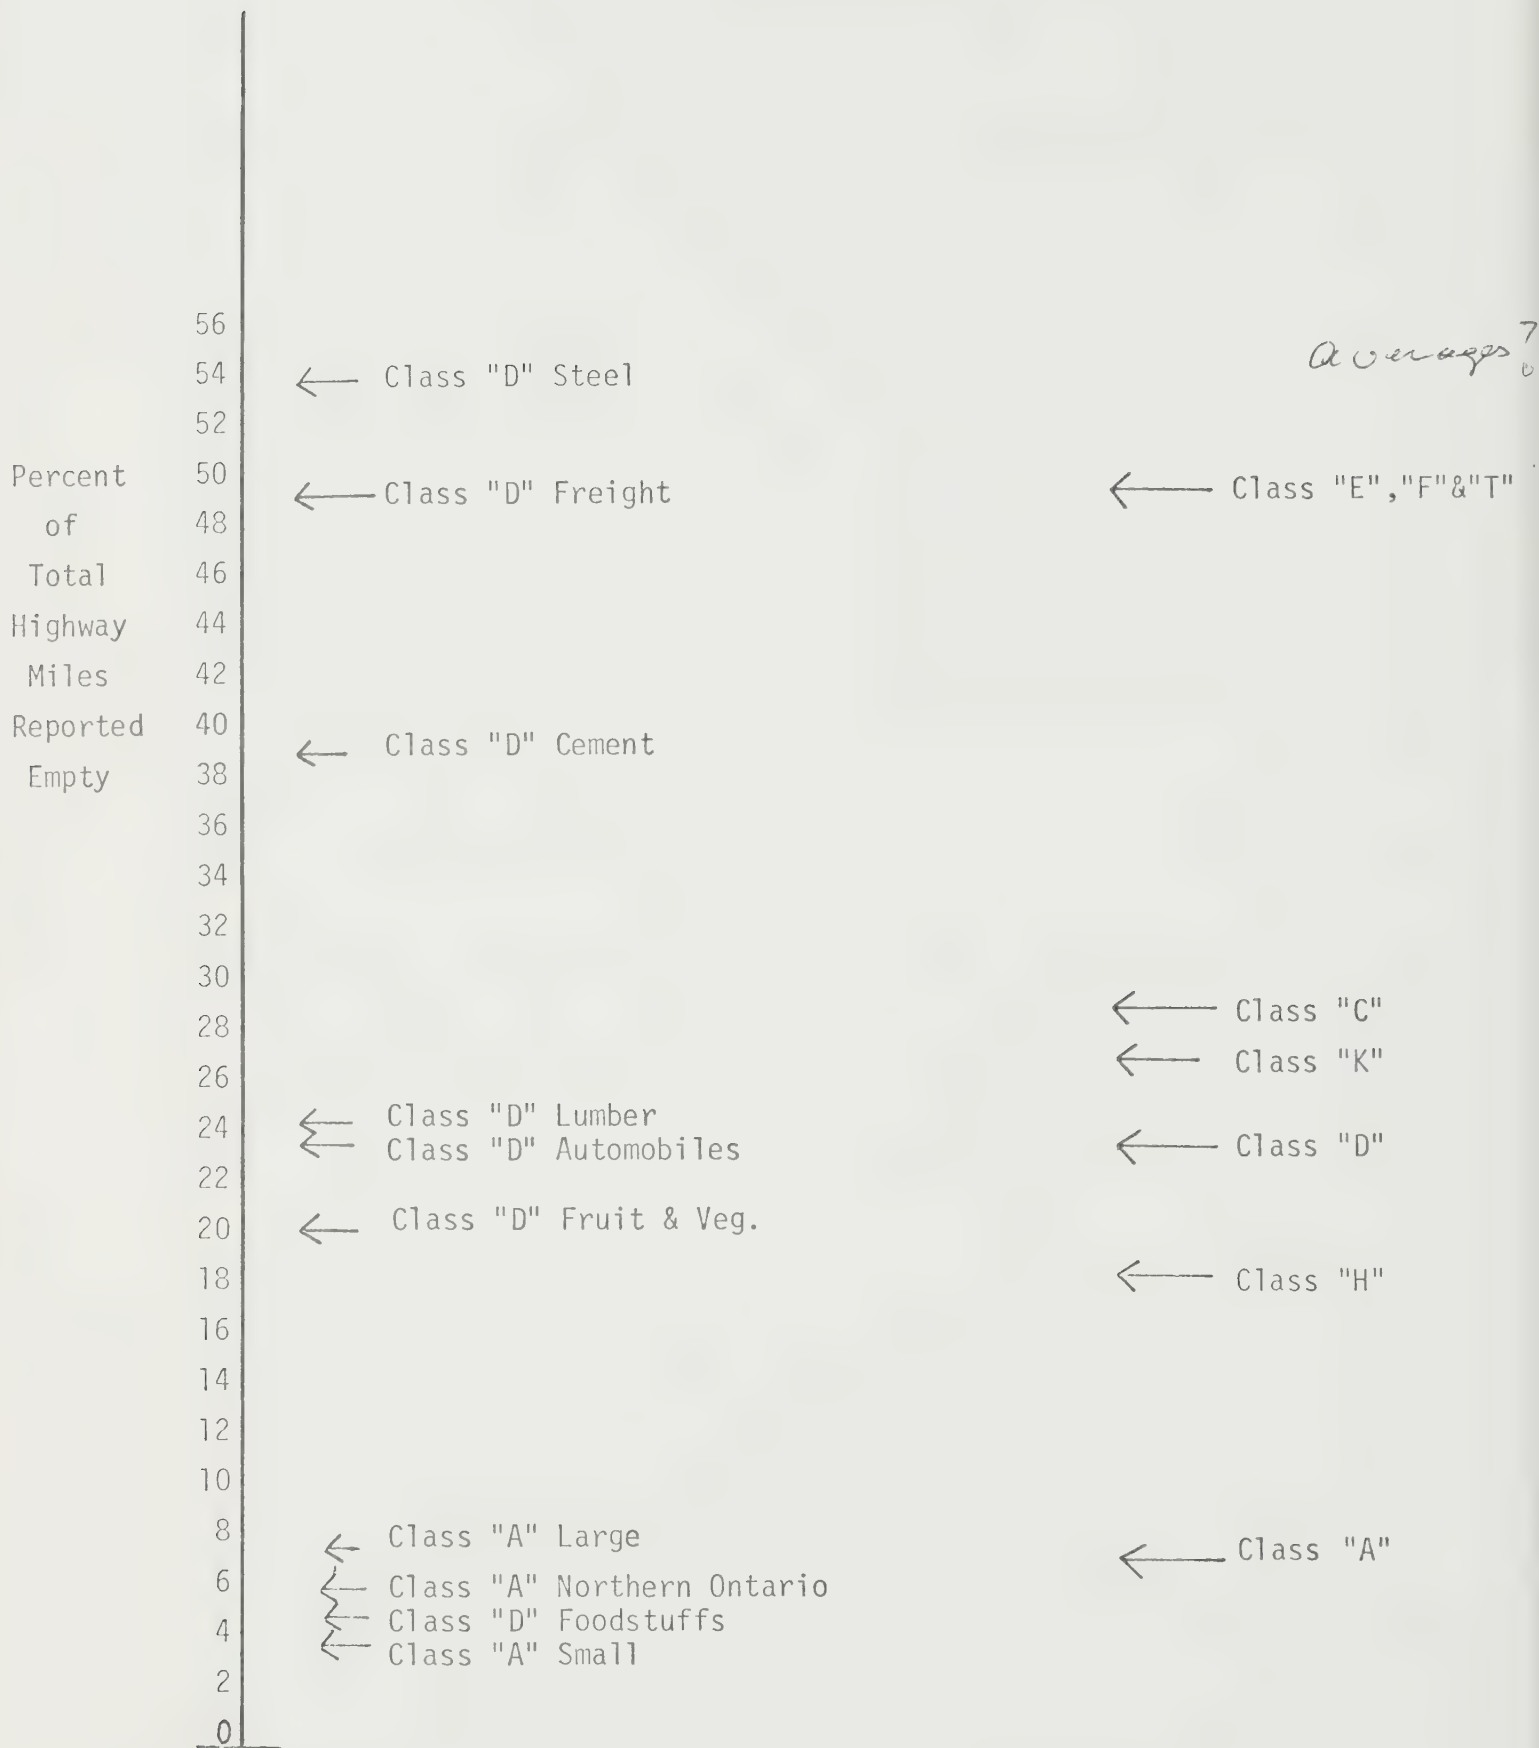 56
averages?
54 Class "D" Steel
52
Percent 50
Class "D" Freight Class "E","F"&"T"
of 48
Total 46
Highway 44
Miles 42
Reported 40
Class "D" Cement
Empty 38
36
34
32
30
Class "C"
28
Class "K"
26
Class "D" Lumber
24
Class "D" Automobiles Class "D"
22
Class "D" Fruit & Veg.
20
18 Class "H"
16
14
12
10
8 Class "A" Large
Class "A"
6 Class "A" Northern Ontario
Class "D" Foodstuffs
4
Class "A" Small
2
0